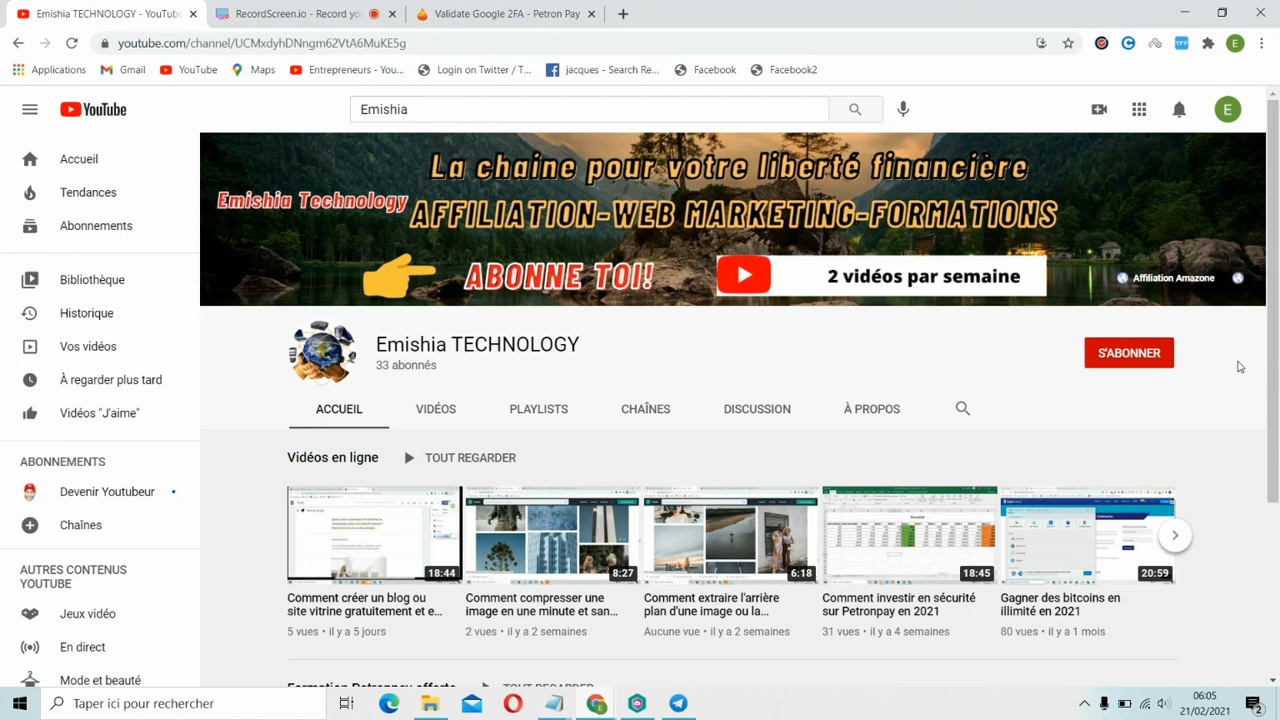 Emishia TECHNOLOGY - YouTube
RecordScreen.io - Record yo
Validate Google 2FA - Petron Pay
youtube.com/channel/UCMxdyhDNngm62VtA6MuKE5g
E
Applications
Gmail
YouTube
Maps
Entrepreneurs - You...
Login on Twitter / T...
jacques - Search Re...
Facebook
Facebook2
YouTube
Emishia
E
La chaine pour votre liberté financière
Emishia Technology
AFFILIATION-WEB MARKETING-FORMATIONS
ABONNE TOI!
2 vidéos par semaine
Affiliation Amazone
Accueil
Tendances
Abonnements
Bibliothèque
Historique
Vos vidéos
À regarder plus tard
Vidéos "J'aime"
ABONNEMENTS
Devenir Youtubeur
Chaînes
AUTRES CONTENUS
YOUTUBE
Jeux vidéo
En direct
Mode et beauté
Emishia TECHNOLOGY
33 abonnés
S'ABONNER
ACCUEIL
VIDÉOS
PLAYLISTS
CHAÎNES
DISCUSSION
À PROPOS
Vidéos en ligne
TOUT REGARDER
18:44
8:27
6:18
18:45
20:59
Comment créer un blog ou
site vitrine gratuitement et e...
5 vues • il y a 5 jours
Comment compresser une
image en une minute et san...
2 vues • il y a 2 semaines
Comment extraire l'arrière
plan d'une image ou la...
Aucune vue • il y a 2 semaines
Comment investir en sécurité
sur Petronpay en 2021
31 vues • il y a 4 semaines
Gagner des bitcoins en
illimité en 2021
80 vues • il y a 1 mois
Formation Petronpay offerte
TOUT REGARDER
Taper ici pour rechercher
06:05
21/02/2021
2